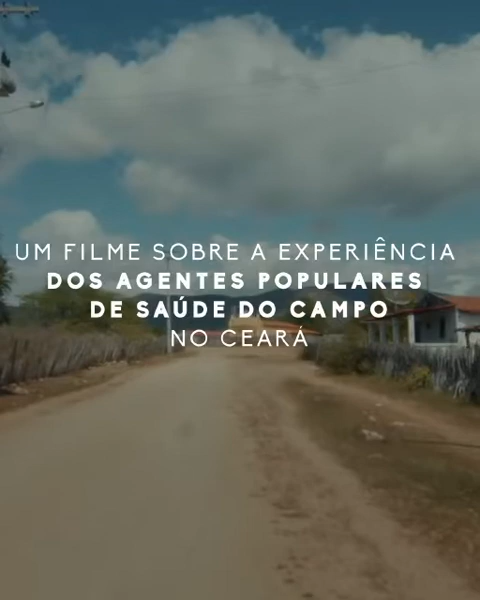 UM FILME SOBRE A EXPERIÊNCIA
DOS AGENTES POPULARES
DE SAÚDE DO CAMPO
NO CEARÁ